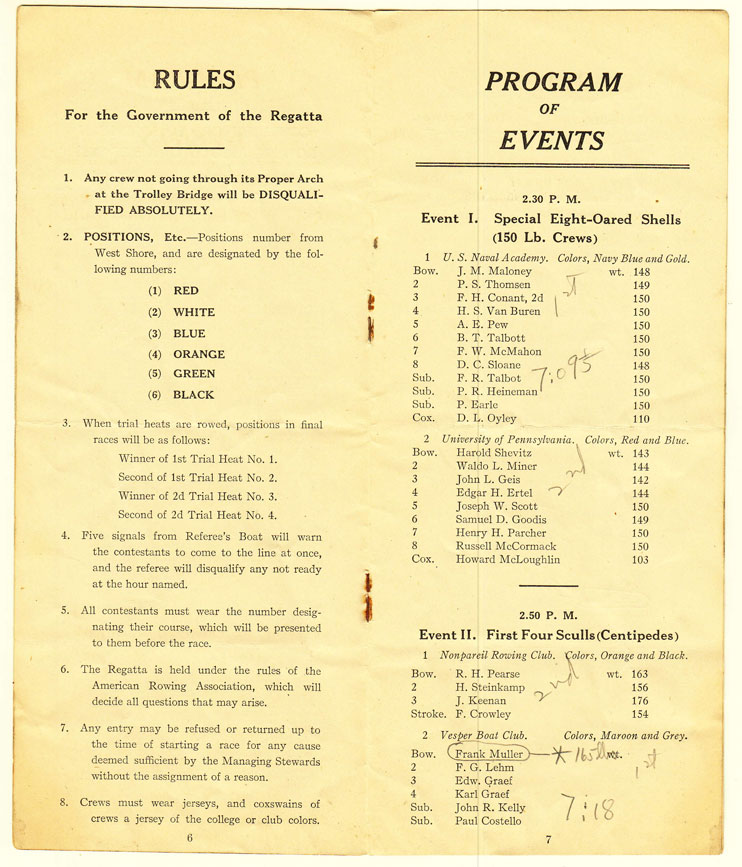 RULES
For the Government of the Regatta
1. Any crew not going through its Proper Arch
at the Trolley Bridge will be DISQUALI-
FIED ABSOLUTELY.
2. POSITIONS, Etc.—Positions number from
West Shore, and are designated by the fol-
lowing numbers:
(1) RED
(2) WHITE
(3) BLUE
(4) ORANGE
(5) GREEN
(6) BLACK
3. When trial heats are rowed, positions in final
races will be as follows:
Winner of 1st Trial Heat No. 1.
Second of 1st Trial Heat No. 2.
Winner of 2d Trial Heat No. 3.
Second of 2d Trial Heat No. 4.
4. Five signals from Referee's Boat will warn
the contestants to come to the line at once,
and the referee will disqualify any not ready
at the hour named.
5. All contestants must wear the number desig-
nating their course, which will be presented
to them before the race.
6. The Regatta is held under the rules of the
American Rowing Association, which will
decide all questions that may arise.
7. Any entry may be refused or returned up to
the time of starting a race for any cause
deemed sufficient by the Managing Stewards
without the assignment of a reason.
8. Crews must wear jerseys, and coxswains of
crews a jersey of the college or club colors.
6
PROGRAM
OF
EVENTS
2.30 P. M.
Event I. Special Eight-Oared Shells
(150 Lb. Crews)
1 U. S. Naval Academy. Colors, Navy Blue and Gold.
Bow. J. M. Maloney wt. 148
2 P. S. Thomsen 149
3 F. H. Conant, 2d 150
1st
4 H. S. Van Buren 150
5 A. E. Pew 150
6 B. T. Talbott 150
7 F. W. McMahon 150
8 D. C. Sloane 148
7:09 5
Sub. F. R. Talbot 150
Sub. P. R. Heineman 150
Sub. P. Earle 150
Cox. D. L. Oyley 110
2 University of Pennsylvania. Colors, Red and Blue.
Bow. Harold Shevitz wt. 143
2 Waldo L. Miner 144
3 John L. Geis 142
2nd
4 Edgar H. Ertel 144
5 Joseph W. Scott 150
6 Samuel D. Goodis 149
7 Henry H. Parcher 150
8 Russell McCormack 150
Cox. Howard McLoughlin 103
2.50 P. M.
Event II. First Four Sculls (Centipedes)
1 Nonpareil Rowing Club. Colors, Orange and Black.
Bow. R. H. Pearse wt. 163
2 H. Steinkamp 156
2nd
3 J. Keenan 176
Stroke. F. Crowley 154
2 Vesper Boat Club. Colors, Maroon and Grey.
Bow. Frank Muller * 165
1st
2 F. G. Lehm
3 Edw. Graef
4 Karl Graef
Sub. John R. Kelly
7:18
Sub. Paul Costello
7